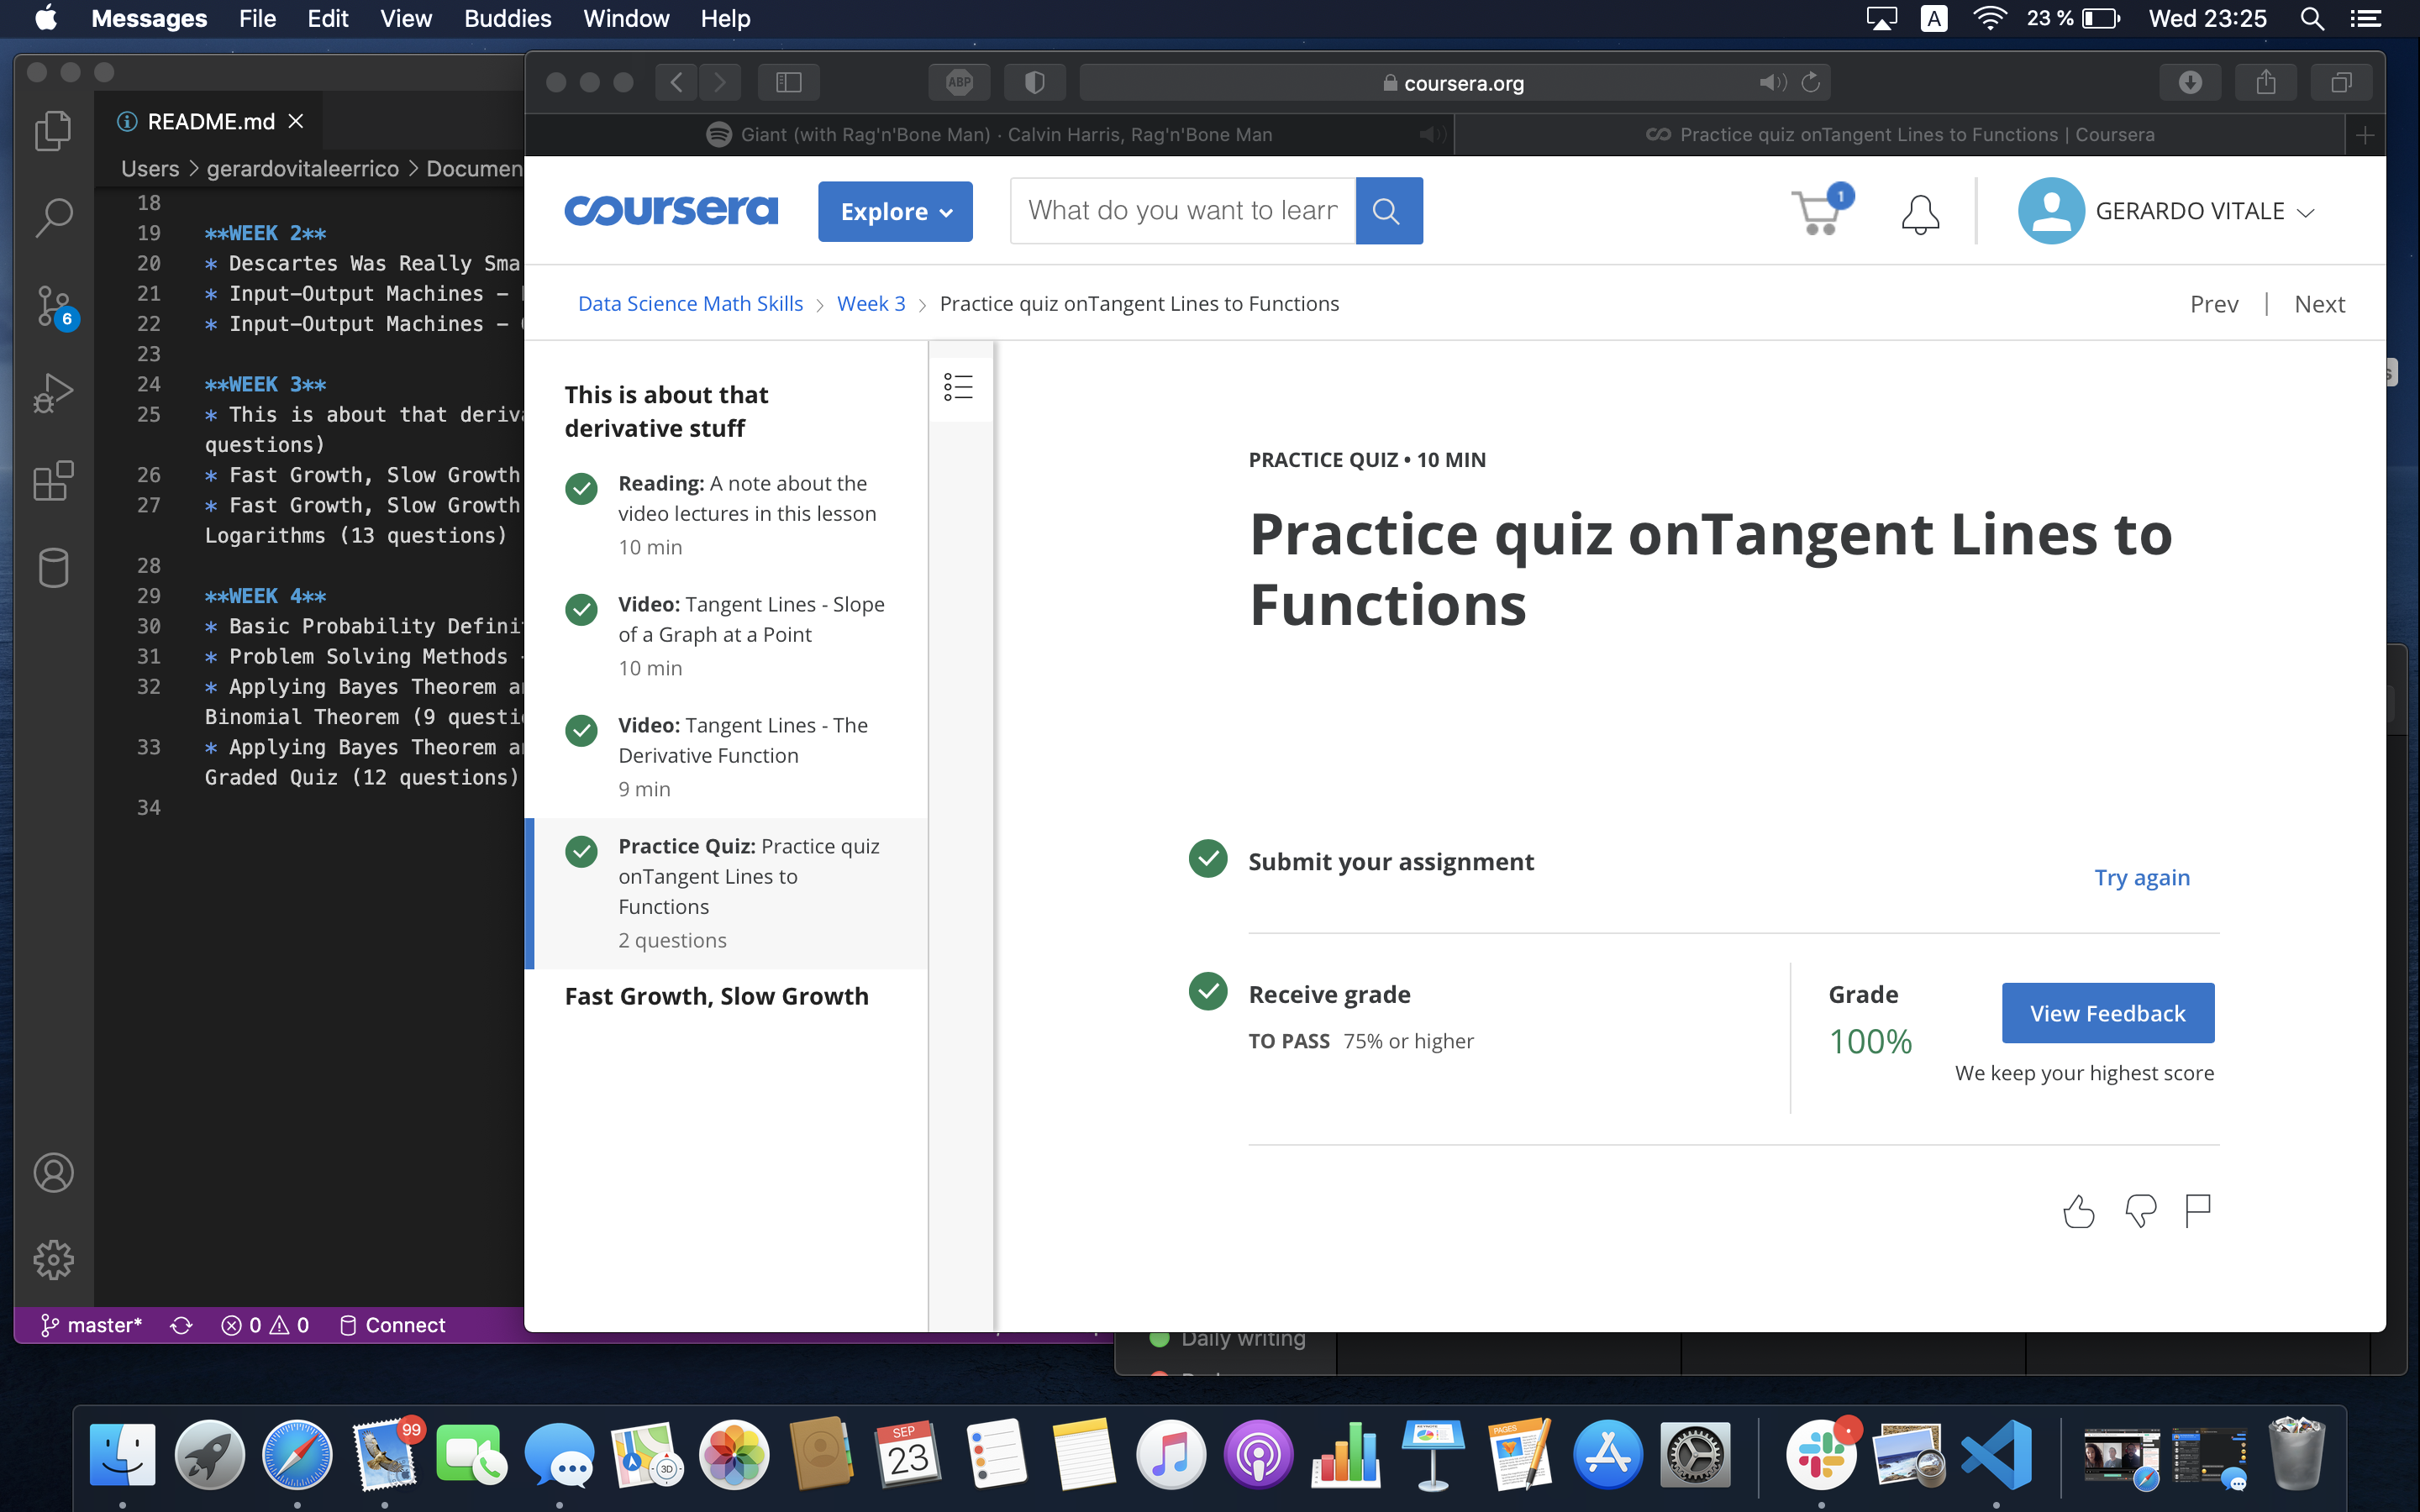 Messages File Edit View Buddies Window Help
A 23 % Wed 23:25
README.md
Users > gerardovitaleerrico > Documen
18
19 **WEEK 2**
20 * Descartes Was Really Sma
21 * Input-Output Machines –
22 * Input-Output Machines –
23
24 **WEEK 3**
25 * This is about that deriva
questions)
26 * Fast Growth, Slow Growth
27 * Fast Growth, Slow Growth
Logarithms (13 questions)
28
29 **WEEK 4**
30 * Basic Probability Defini
31 * Problem Solving Methods
32 * Applying Bayes Theorem a
Binomial Theorem (9 questi
33 * Applying Bayes Theorem a
Graded Quiz (12 questions)
34
6
master* 0 0 Connect
ABP coursera.org
Giant (with Rag'n'Bone Man) · Calvin Harris, Rag'n'Bone Man
Practice quiz onTangent Lines to Functions | Coursera
coursera Explore What do you want to learn 1 GERARDO VITALE
Data Science Math Skills > Week 3 > Practice quiz onTangent Lines to Functions
Prev | Next
This is about that
derivative stuff
Reading: A note about the
video lectures in this lesson
10 min
Video: Tangent Lines - Slope
of a Graph at a Point
10 min
Video: Tangent Lines - The
Derivative Function
9 min
Practice Quiz: Practice quiz
onTangent Lines to
Functions
2 questions
Fast Growth, Slow Growth
PRACTICE QUIZ • 10 MIN
Practice quiz onTangent Lines to
Functions
Submit your assignment
Try again
Receive grade
TO PASS 75% or higher
Grade
100%
View Feedback
We keep your highest score
Daily writing
99
SEP
23
3D